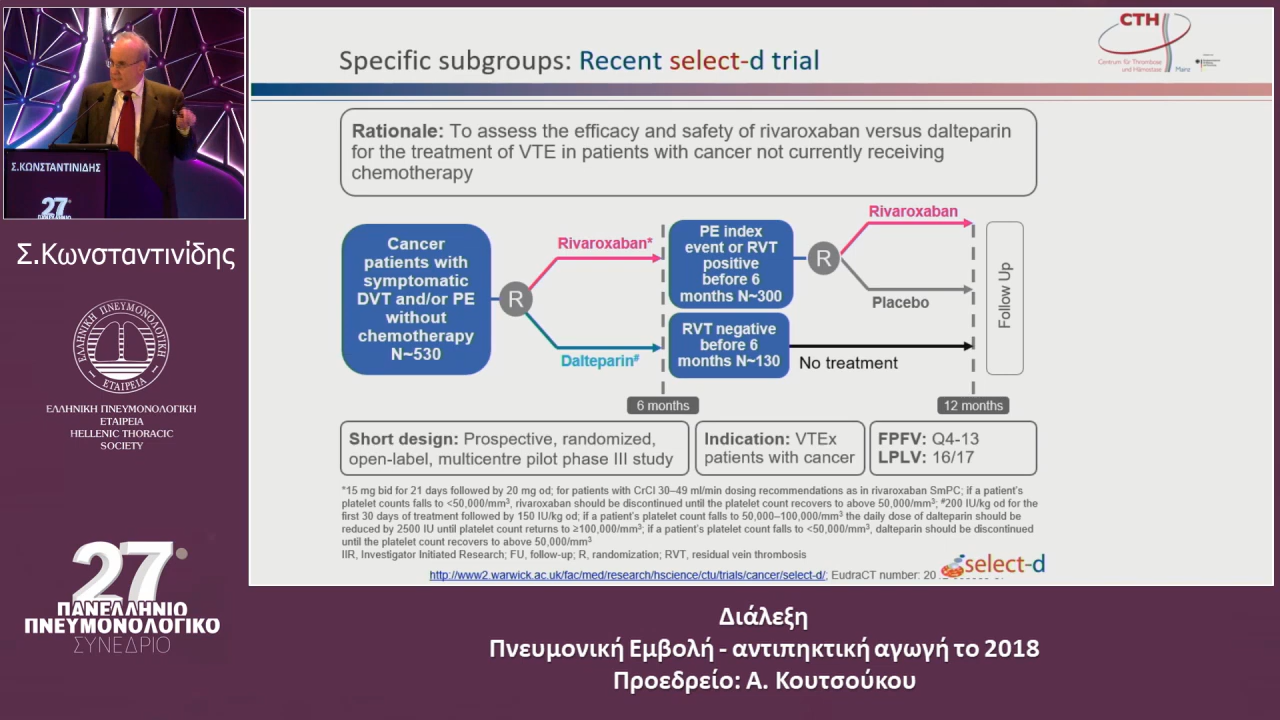 Σ.ΚΩΝΣΤΑΝΤΙΝΙΔΗΣ
27°
ΠΑΝΕΛΛΗΝΙΟ
Σ.Κωνσταντινίδης
ΕΛΛΗΝΙΚΗ ΠΝΕΥΜΟΝΟΛΟΓΙΚΗ
ΕΤΑΙΡΕΙΑ
ΕΛΛΗΝΙΚΗ ΠΝΕΥΜΟΝΟΛΟΓΙΚΗ
ΕΤΑΙΡΕΙΑ
HELLENIC THORACIC
SOCIETY
27°
ΠΑΝΕΛΛΗΝΙΟ
ΠΝΕΥΜΟΝΟΛΟΓΙΚΟ
ΣΥΝΕΔΡΙΟ
Specific subgroups: Recent select-d trial
CTH
Centrum für Thrombose
und Hämostase Mainz
Rationale: To assess the efficacy and safety of rivaroxaban versus dalteparin
for the treatment of VTE in patients with cancer not currently receiving
chemotherapy
Cancer
patients with
symptomatic
DVT and/or PE
without
chemotherapy
N~530
R
Rivaroxaban*
Dalteparin#
PE index
event or RVT
positive
before 6
months N~300
RVT negative
before 6
months N~130
R
Rivaroxaban
Placebo
No treatment
Follow Up
6 months
12 months
Short design: Prospective, randomized,
open-label, multicentre pilot phase III study
Indication: VTEx
patients with cancer
FPFV: Q4-13
LPLV: 16/17
*15 mg bid for 21 days followed by 20 mg od; for patients with CrCl 30–49 ml/min dosing recommendations as in rivaroxaban SmPC; if a patient's
platelet counts falls to <50,000/mm³, rivaroxaban should be discontinued until the platelet count recovers to above 50,000/mm³; #200 IU/kg od for the
first 30 days of treatment followed by 150 IU/kg od; if a patient's platelet count falls to 50,000–100,000/mm³ the daily dose of dalteparin should be
reduced by 2500 IU until platelet count returns to ≥100,000/mm³; if a patient's platelet count falls to <50,000/mm³, dalteparin should be discontinued
until the platelet count recovers to above 50,000/mm³
IIR, Investigator Initiated Research; FU, follow-up; R, randomization; RVT, residual vein thrombosis
http://www2.warwick.ac.uk/fac/med/research/hscience/ctu/trials/cancer/select-d/; EudraCT number: 20
select-d
Διάλεξη
Πνευμονική Εμβολή - αντιπηκτική αγωγή το 2018
Προεδρείο: Α. Κουτσούκου